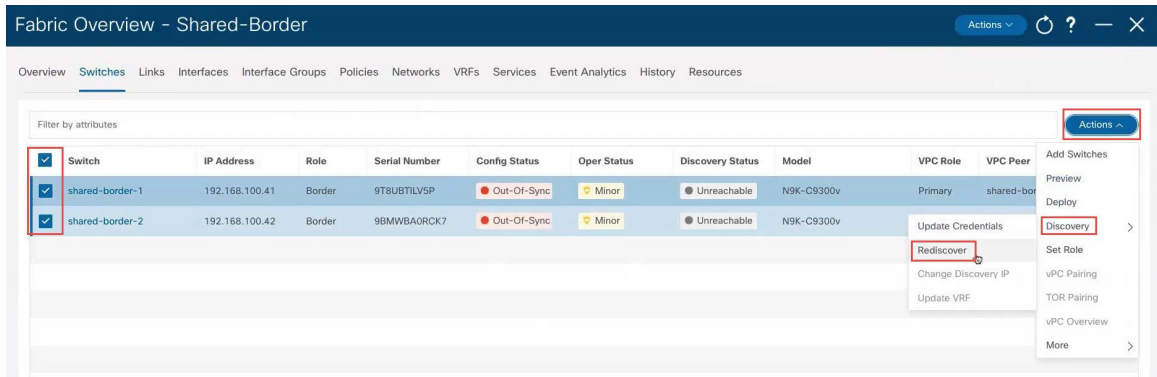 Fabric Overview - Shared-Border
Actions
?
Overview Switches Links Interfaces Interface Groups Policies Networks VRFs Services Event Analytics History Resources
Filter by attributes
Actions
Switch IP Address Role Serial Number Config Status Oper Status Discovery Status Model VPC Role VPC Peer
shared-border-1 192.168.100.41 Border 9T8UBTILV5P Out-Of-Sync Minor Unreachable N9K-C9300v Primary shared-bor
shared-border-2 192.168.100.42 Border 9BMWBA0RCK7 Out-Of-Sync Minor Unreachable N9K-C9300v
Add Switches
Preview
Deploy
Discovery
Set Role
vPC Pairing
TOR Pairing
vPC Overview
More
Update Credentials
Rediscover
Change Discovery IP
Update VRF